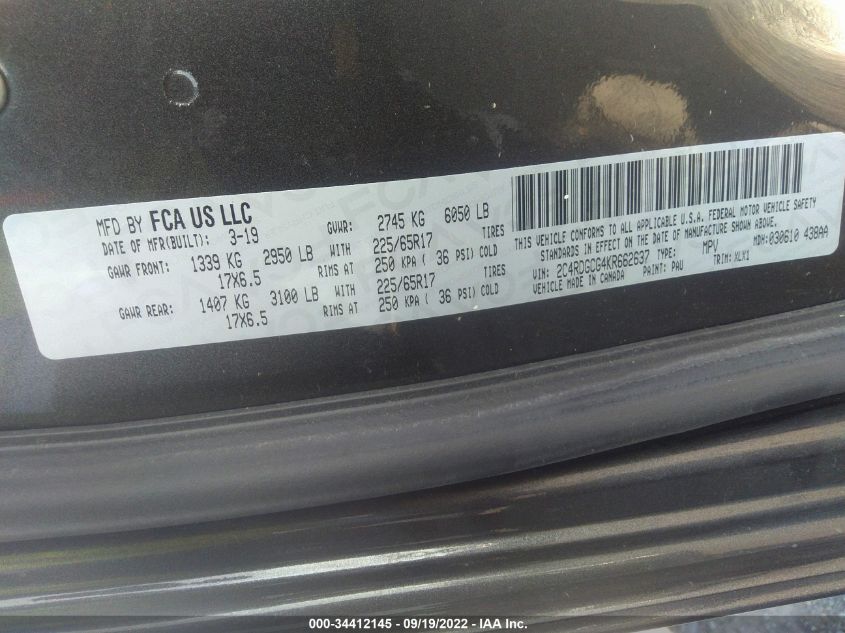 MFD BY FCA US LLC
DATE OF MFR(BUILT): 3-19
GVWR: 2745 KG 6050 LB
GAWR FRONT: 1339 KG 2950 LB WITH 225/65R17 TIRES
17X6.5 RIMS AT 250 KPA ( 36 PSI) COLD
GAWR REAR: 1407 KG 3100 LB WITH 225/65R17 TIRES
17X6.5 RIMS AT 250 KPA ( 36 PSI) COLD
THIS VEHICLE CONFORMS TO ALL APPLICABLE U.S.A. FEDERAL MOTOR VEHICLE SAFETY
STANDARDS IN EFFECT ON THE DATE OF MANUFACTURE SHOWN ABOVE.
VIN: 2C4RDGCG4KR662637 TYPE: MPV MDH: 030610 438AA
VEHICLE MADE IN CANADA PAINT: PAU TRIM: XLX1
000-34412145 - 09/19/2022 - IAA Inc.